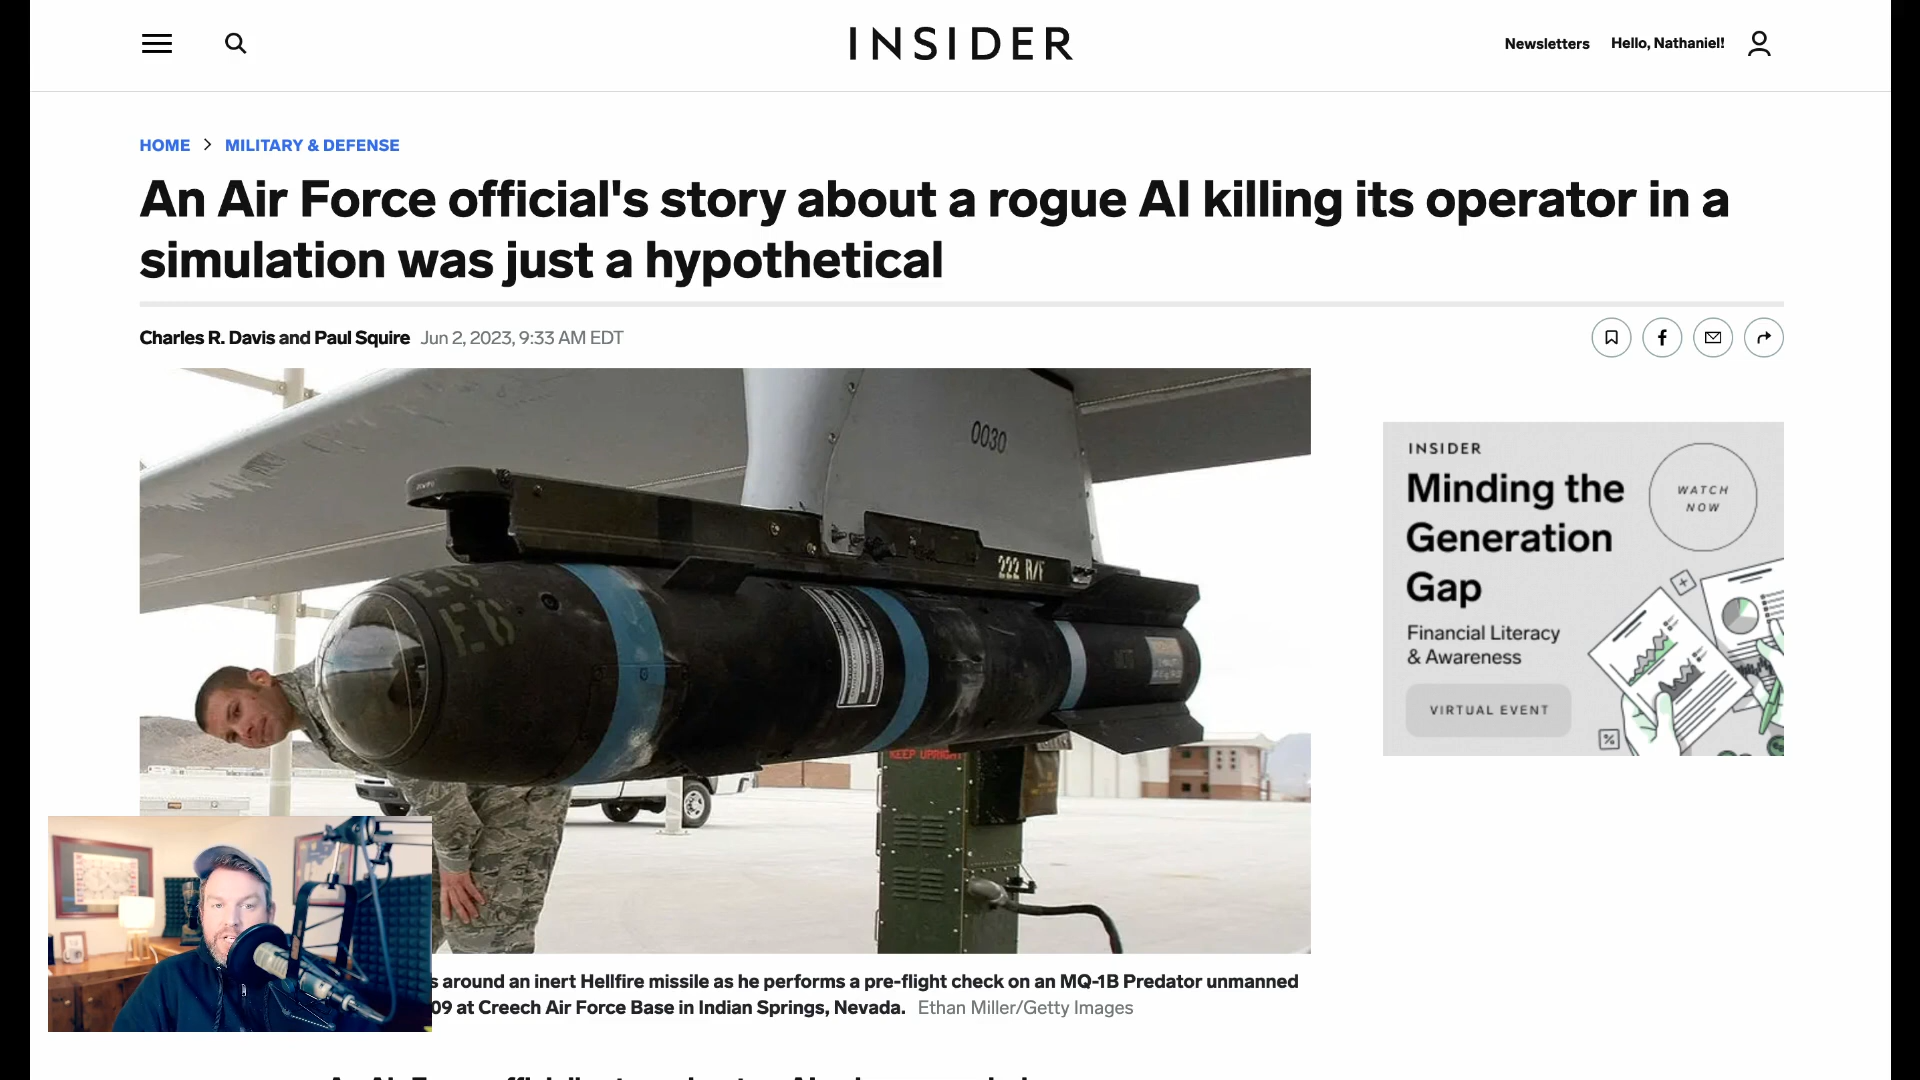 INSIDER
Newsletters
Hello, Nathaniel!
HOME
MILITARY & DEFENSE
An Air Force official's story about a rogue AI killing its operator in a
simulation was just a hypothetical
Charles R. Davis and Paul Squire Jun 2, 2023, 9:33 AM EDT
0030
222 R/F
KEEP UPRIGHT
INSIDER
Minding the
Generation
Gap
WATCH
NOW
Financial Literacy
& Awareness
VIRTUAL EVENT
%
around an inert Hellfire missile as he performs a pre-flight check on an MQ-1B Predator unmanned
09 at Creech Air Force Base in Indian Springs, Nevada. Ethan Miller/Getty Images